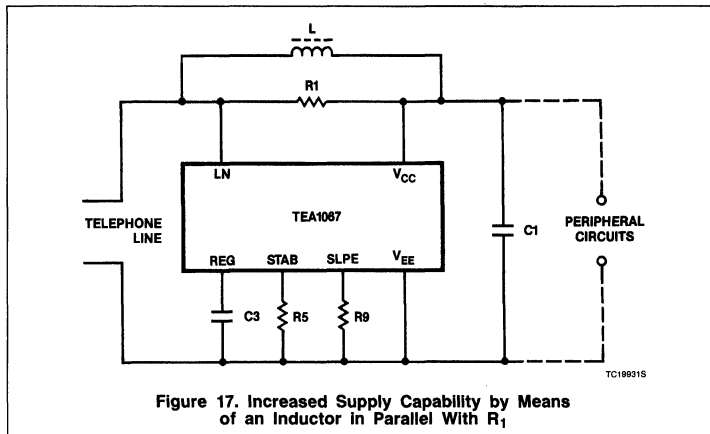 L
R1
LN
VCC
TEA1067
TELEPHONE
LINE
C1
PERIPHERAL
CIRCUITS
REG STAB SLPE VEE
C3
R5
R9
TC19931S
Figure 17. Increased Supply Capability by Means
of an Inductor in Parallel With R1